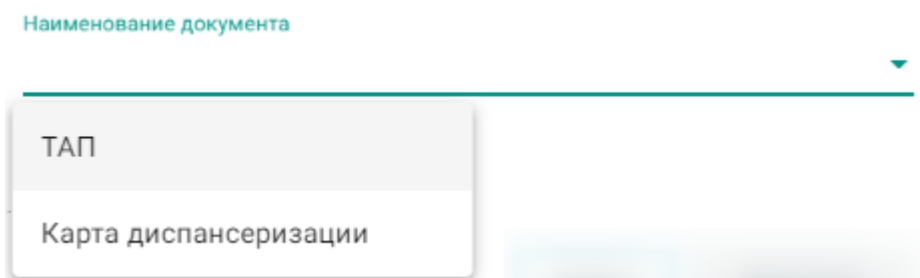 Наименование документа
ТАП
Карта диспансеризации